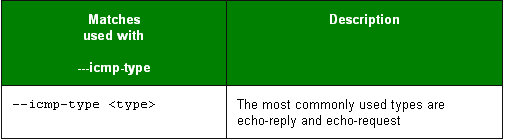 Matches
used with
---icmp-type
Description
--icmp-type <type>
The most commonly used types are
echo-reply and echo-request